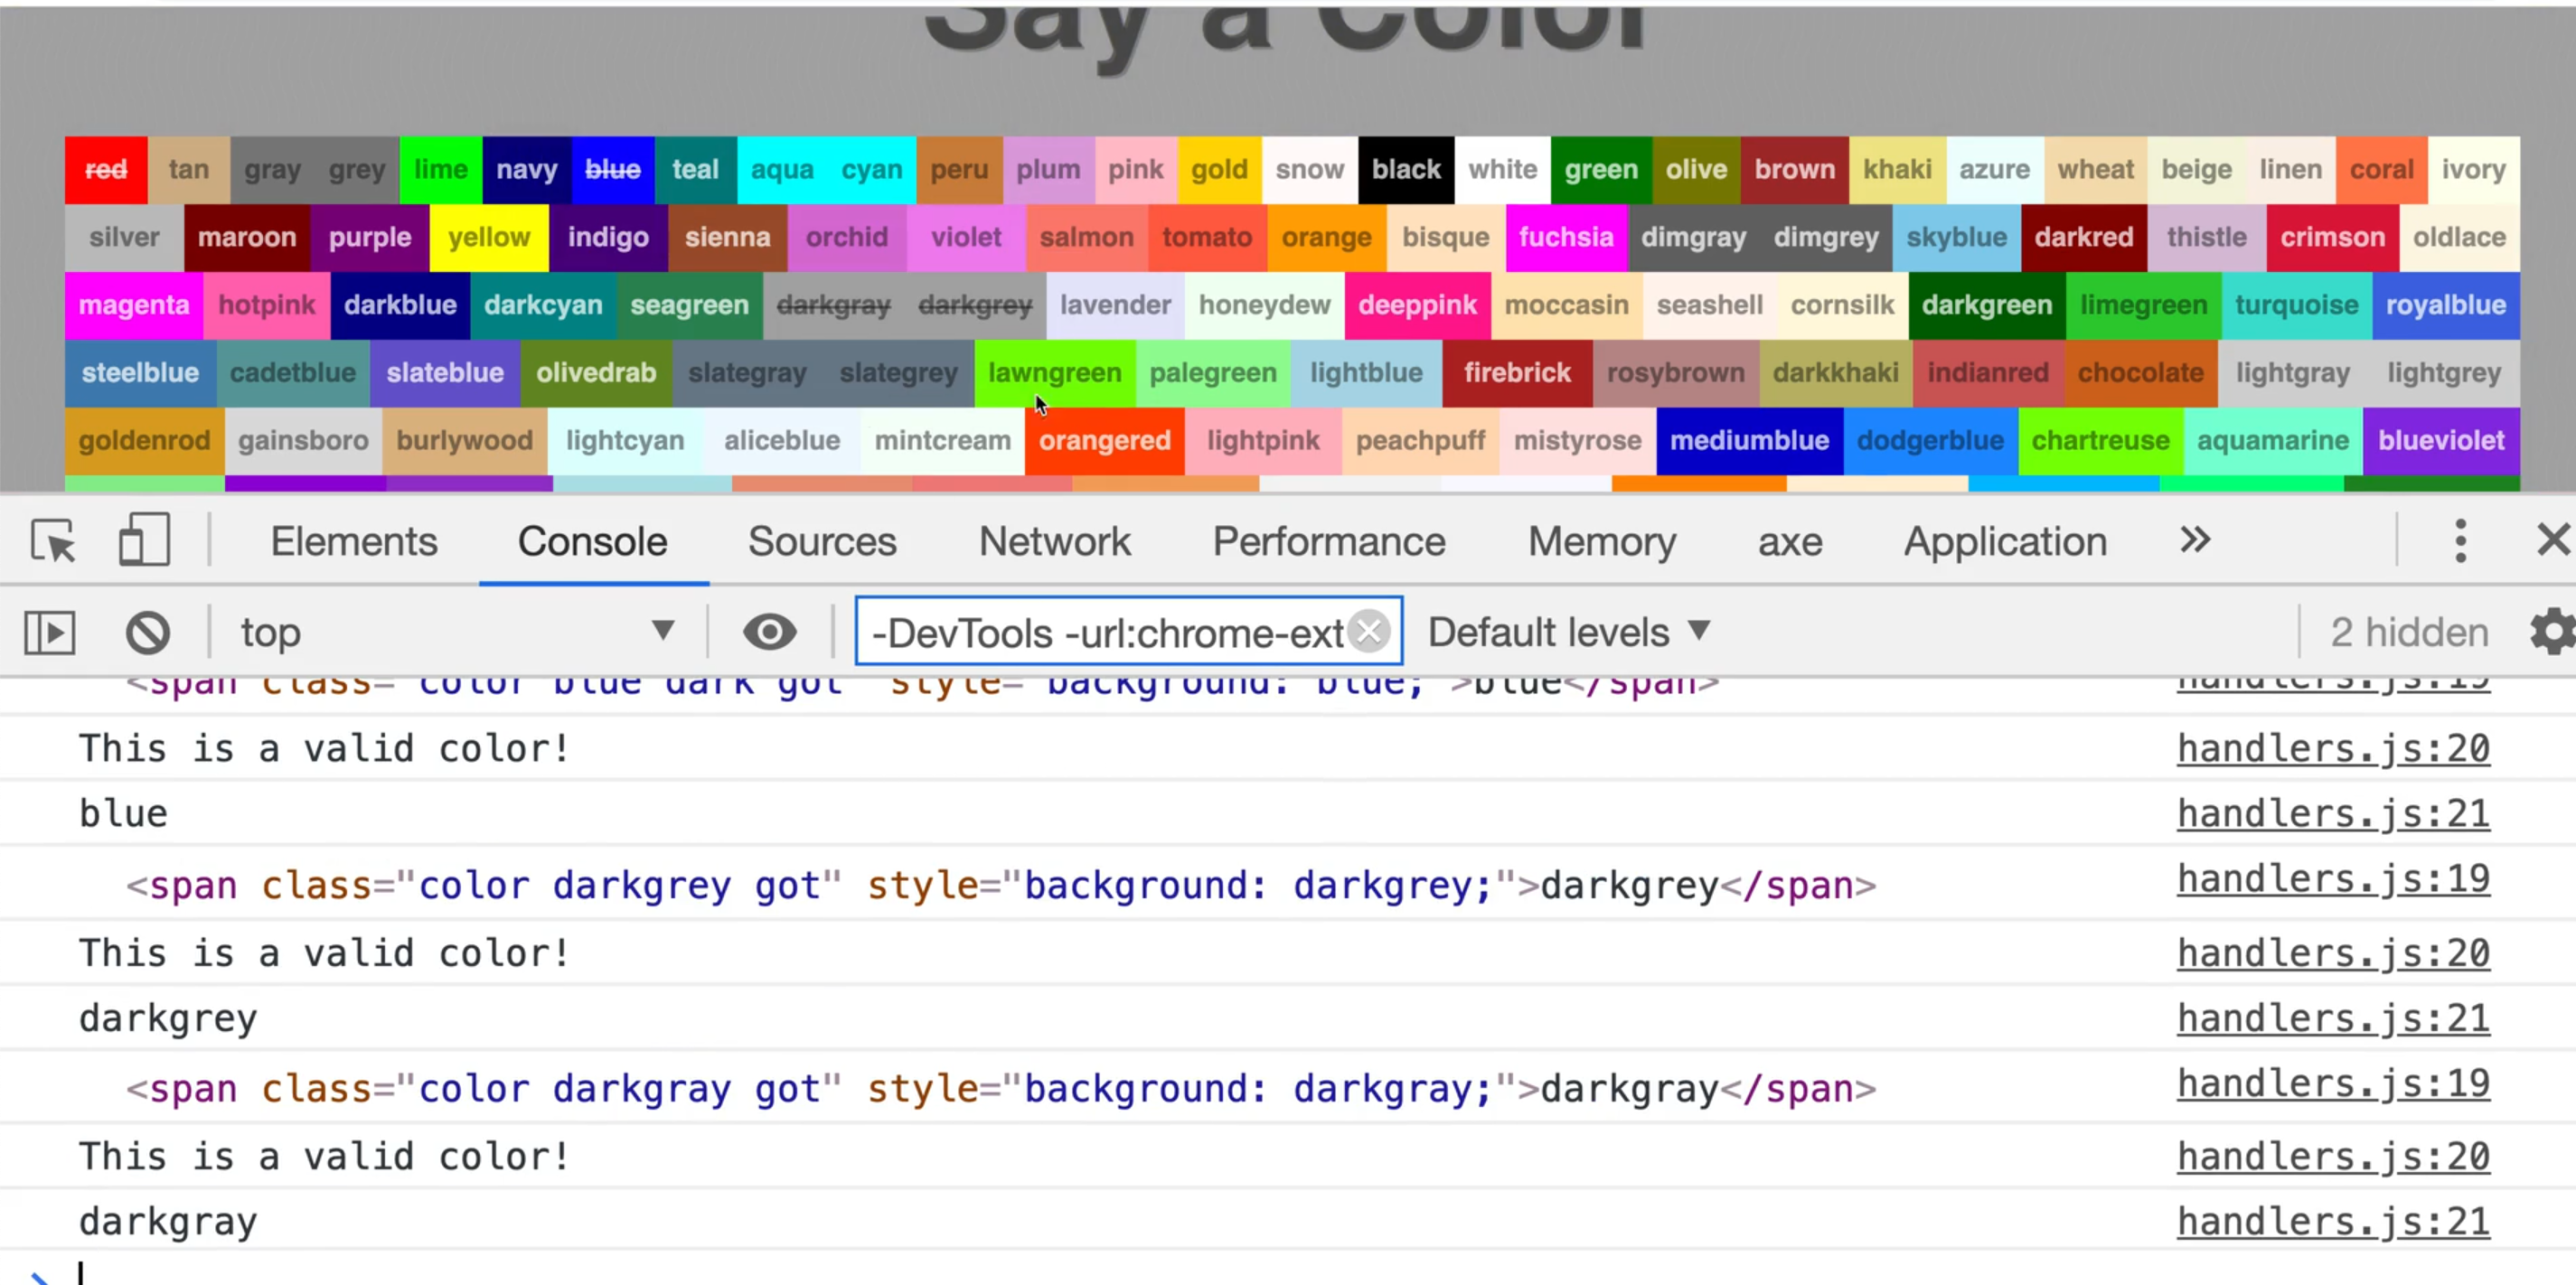 Say a Color
red tan gray grey lime navy blue teal aqua cyan peru plum pink gold snow black white green olive brown khaki azure wheat beige linen coral ivory
silver maroon purple yellow indigo sienna orchid violet salmon tomato orange bisque fuchsia dimgray dimgrey skyblue darkred thistle crimson oldlace
magenta hotpink darkblue darkcyan seagreen darkgray darkgrey lavender honeydew deeppink moccasin seashell cornsilk darkgreen limegreen turquoise royalblue
steelblue cadetblue slateblue olivedrab slategray slategrey lawngreen palegreen lightblue firebrick rosybrown darkkhaki indianred chocolate lightgray lightgrey
goldenrod gainsboro burlywood lightcyan aliceblue mintcream orangered lightpink peachpuff mistyrose mediumblue dodgerblue chartreuse aquamarine blueviolet
Elements Console Sources Network Performance Memory axe Application »
top ▼ -DevTools -url:chrome-ext Default levels ▼ 2 hidden
<span class="color blue dark got" style="background: blue;">blue</span> handlers.js:19
This is a valid color! handlers.js:20
blue handlers.js:21
<span class="color darkgrey got" style="background: darkgrey;">darkgrey</span> handlers.js:19
This is a valid color! handlers.js:20
darkgrey handlers.js:21
<span class="color darkgray got" style="background: darkgray;">darkgray</span> handlers.js:19
This is a valid color! handlers.js:20
darkgray handlers.js:21